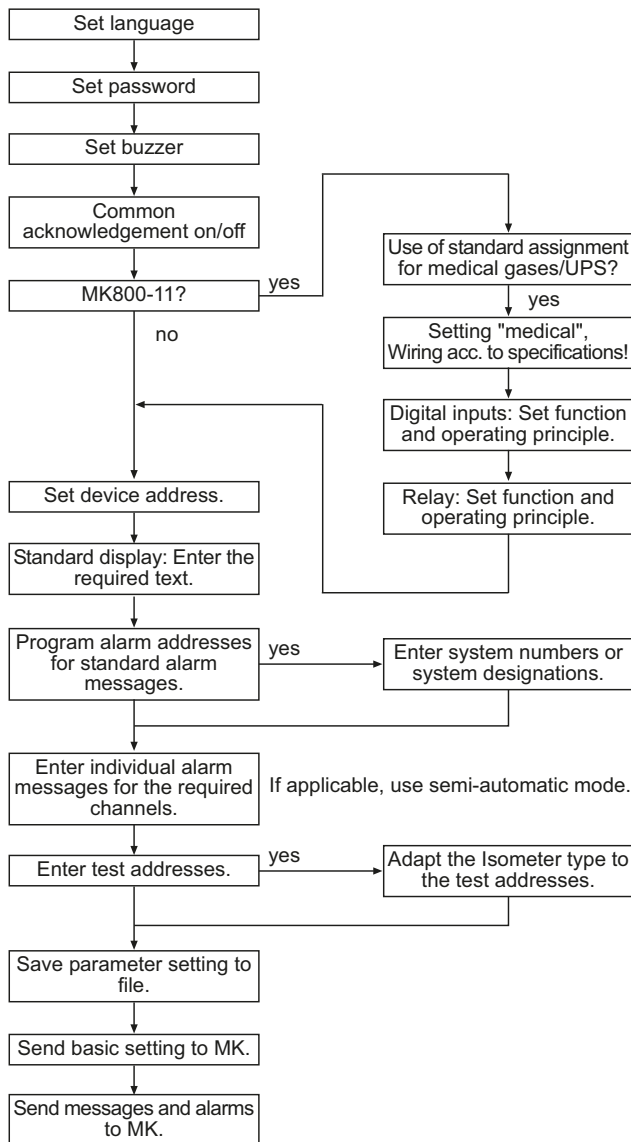 Set language
Set password
Set buzzer
Common
acknowledgement on/off
MK800-11?
yes
no
Use of standard assignment
for medical gases/UPS?
yes
Setting "medical",
Wiring acc. to specifications!
Digital inputs: Set function
and operating principle.
Relay: Set function and
operating principle.
Set device address.
Standard display: Enter the
required text.
Program alarm addresses
for standard alarm
messages.
yes
Enter system numbers or
system designations.
Enter individual alarm
messages for the required
channels.
If applicable, use semi-automatic mode.
Enter test addresses.
yes
Adapt the Isometer type to
the test addresses.
Save parameter setting to
file.
Send basic setting to MK.
Send messages and alarms
to MK.